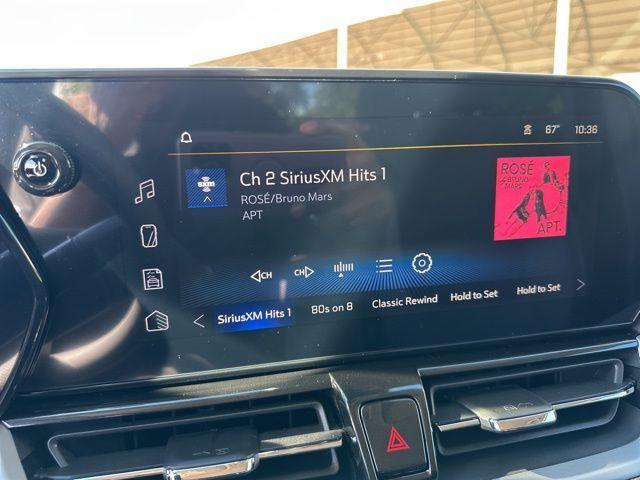 67° 10:36
sxm
Ch 2 SiriusXM Hits 1
ROSÉ/Bruno Mars
APT
ROSÉ
& BRUNO
MARS
APT.
CH CH
SiriusXM Hits 1 80s on 8 Classic Rewind Hold to Set Hold to Set